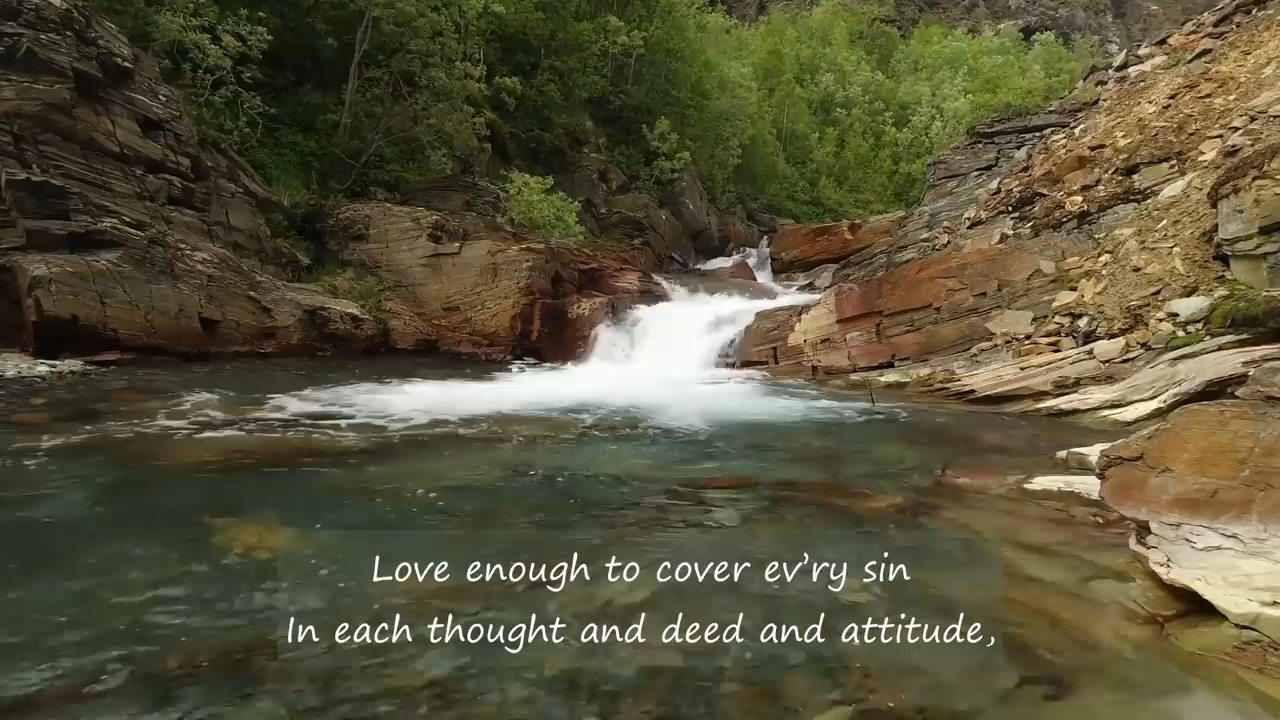 Love enough to cover ev’ry sin
In each thought and deed and attitude,